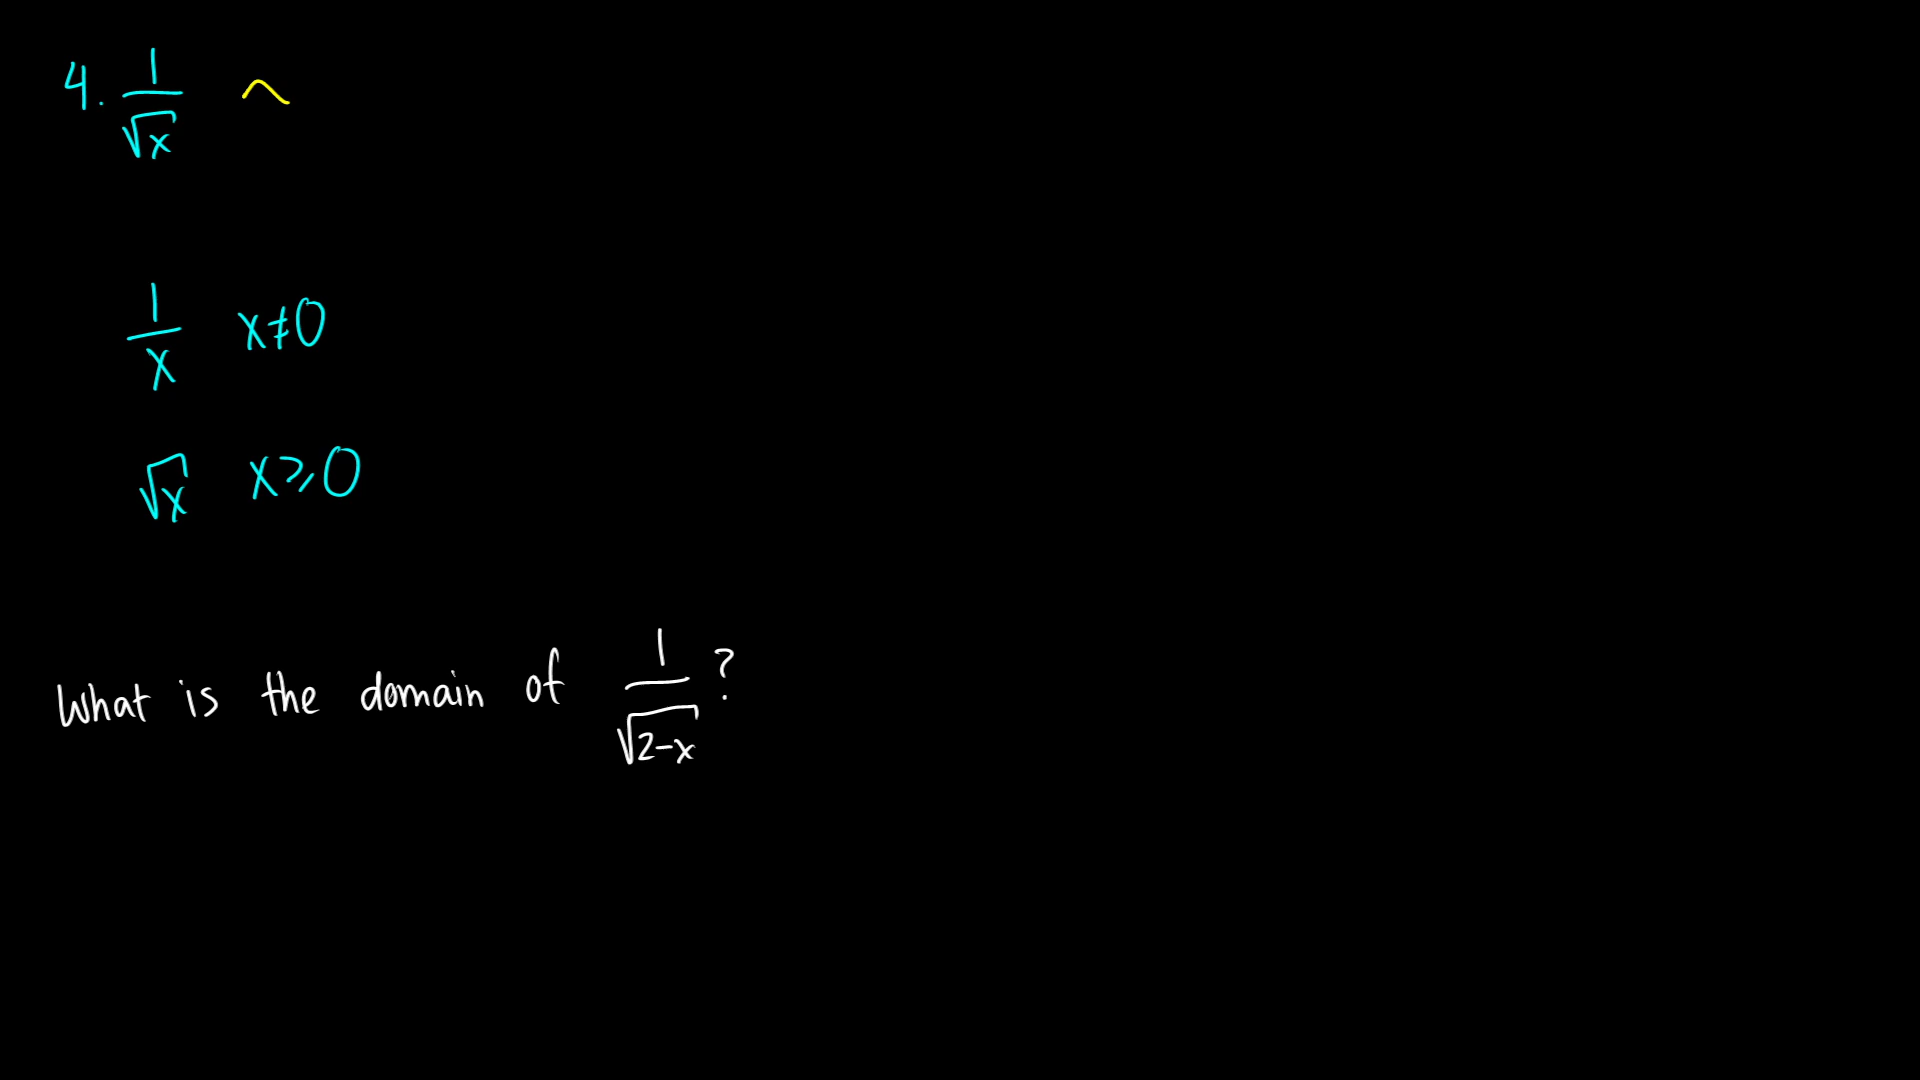 4. 1/√x
1/x x≠0
√x x⩾0
What is the domain of 1/√(2-x) ?